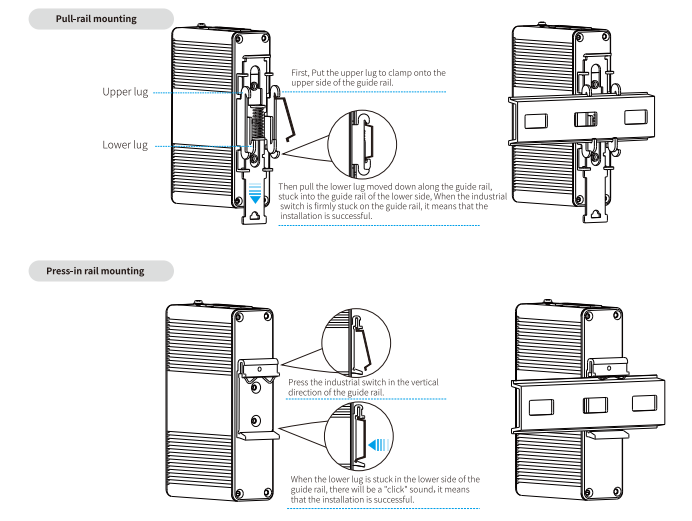 Pull-rail mounting
First, Put the upper lug to clamp onto the
upper side of the guide rail.
Upper lug
Lower lug
Then pull the lower lug moved down along the guide rail,
stuck into the guide rail of the lower side, When the industrial
switch is firmly stuck on the guide rail, it means that the
installation is successful.
Press-in rail mounting
Press the industrial switch in the vertical
direction of the guide rail.
When the lower lug is stuck in the lower side of the
guide rail, there will be a "click" sound, it means
that the installation is successful.